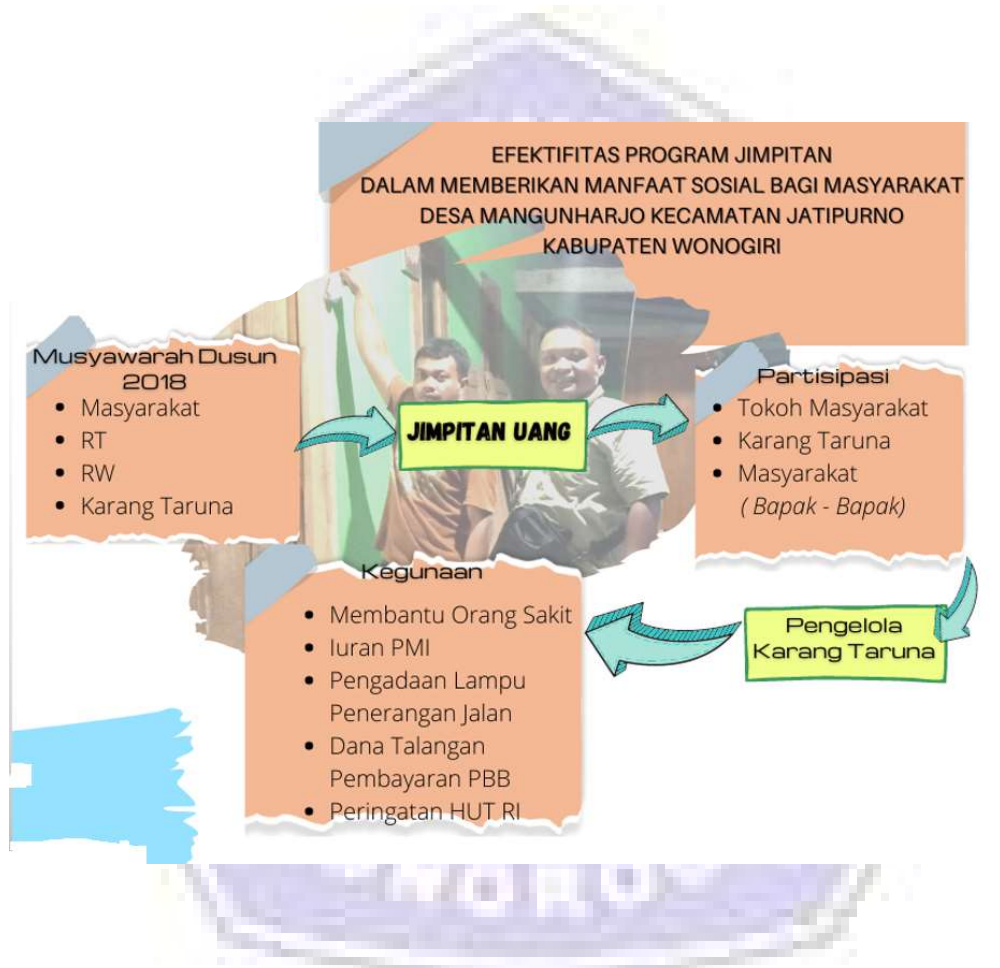 EFEKTIFITAS PROGRAM JIMPITAN
DALAM MEMBERIKAN MANFAAT SOSIAL BAGI MASYARAKAT
DESA MANGUNHARJO KECAMATAN JATIPURNO
KABUPATEN WONOGIRI
Musyawarah Dusun
2018
• Masyarakat
• RT
• RW
• Karang Taruna
JIMPITAN UANG
Partisipasi
• Tokoh Masyarakat
• Karang Taruna
• Masyarakat
( Bapak - Bapak)
Pengelola
Karang Taruna
Kegunaan
• Membantu Orang Sakit
• Iuran PMI
• Pengadaan Lampu
Penerangan Jalan
• Dana Talangan
Pembayaran PBB
• Peringatan HUT RI